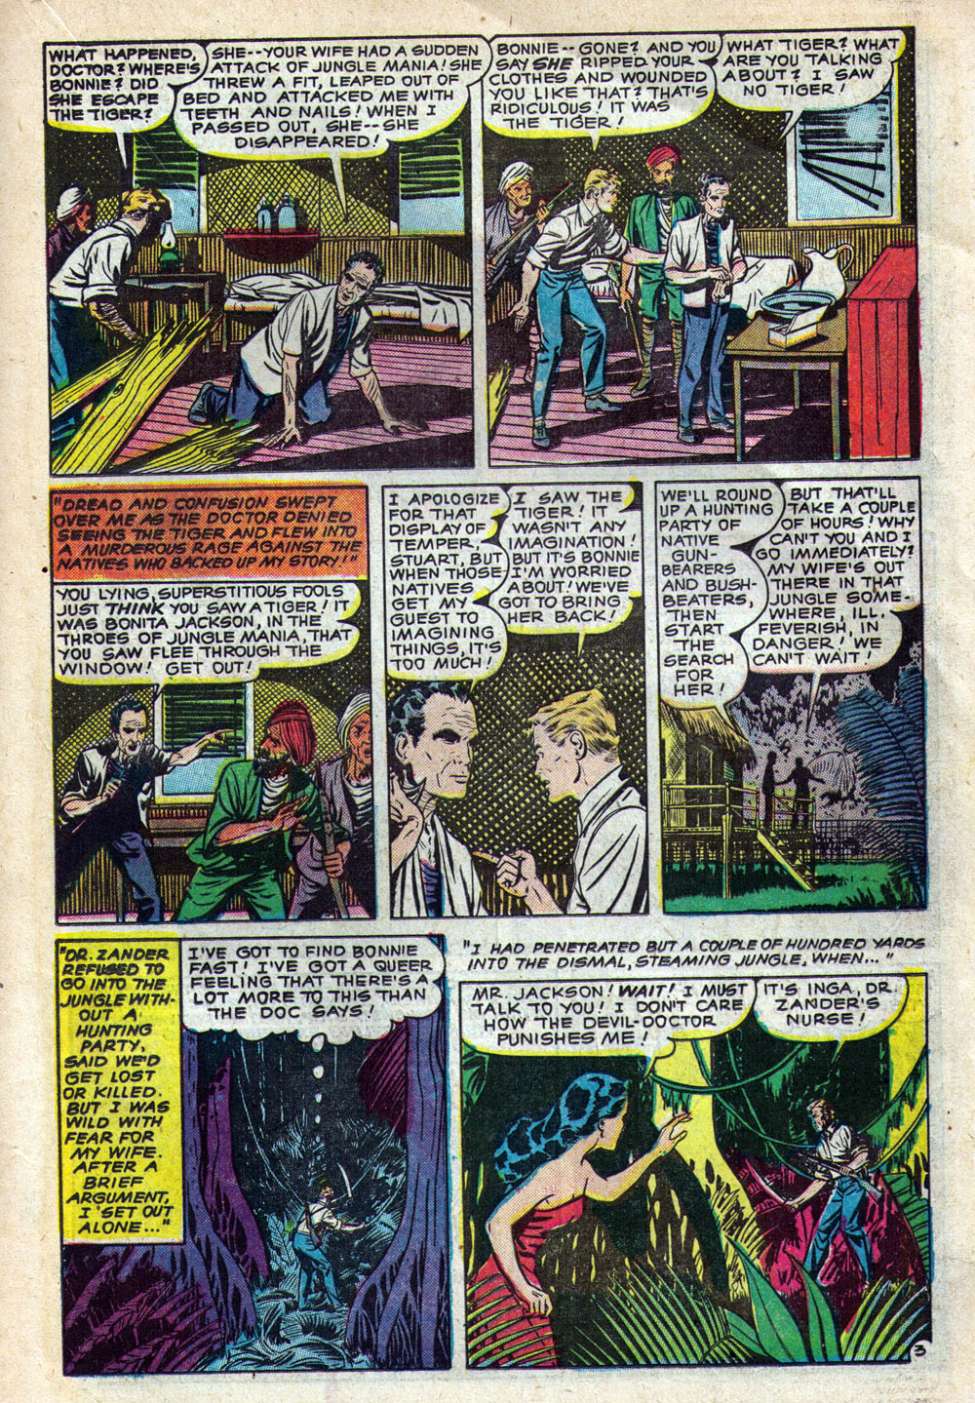 WHAT HAPPENED,
DOCTOR? WHERE'S
BONNIE? DID
SHE ESCAPE
THE TIGER?
SHE--YOUR WIFE HAD A SUDDEN
ATTACK OF JUNGLE MANIA! SHE
THREW A FIT, LEAPED OUT OF
BED AND ATTACKED ME WITH
TEETH AND NAILS! WHEN I
PASSED OUT, SHE--SHE
DISAPPEARED!
BONNIE--GONE? AND YOU
SAY SHE RIPPED YOUR
CLOTHES AND WOUNDED
YOU LIKE THAT? THAT'S
RIDICULOUS! IT WAS
THE TIGER!
WHAT TIGER? WHAT
ARE YOU TALKING
ABOUT? I SAW
NO TIGER!
"DREAD AND CONFUSION SWEPT
OVER ME AS THE DOCTOR DENIED
SEEING THE TIGER AND FLEW INTO
A MURDEROUS RAGE AGAINST THE
NATIVES WHO BACKED UP MY STORY!"
YOU LYING, SUPERSTITIOUS FOOLS
JUST THINK YOU SAW A TIGER! IT
WAS BONITA JACKSON, IN THE
THROES OF JUNGLE MANIA, THAT
YOU SAW FLEE THROUGH THE
WINDOW! GET OUT!
I APOLOGIZE
FOR THAT
DISPLAY OF
TEMPER,
STUART, BUT
WHEN THOSE
NATIVES
GET MY
GUEST TO
IMAGINING
THINGS, IT'S
TOO MUCH!
I SAW THE
TIGER! IT
WASN'T ANY
IMAGINATION!
BUT IT'S BONNIE
I'M WORRIED
ABOUT! WE'VE
GOT TO BRING
HER BACK!
WE'LL ROUND
UP A HUNTING
PARTY OF
NATIVE
GUN-
BEARERS
AND BUSH-
BEATERS,
THEN
START
THE
SEARCH
FOR
HER!
BUT THAT'LL
TAKE A COUPLE
OF HOURS! WHY
CAN'T YOU AND I
GO IMMEDIATELY?
MY WIFE'S OUT
THERE IN THAT
JUNGLE SOME-
WHERE, ILL,
FEVERISH, IN
DANGER! WE
CAN'T WAIT!
"DR. ZANDER
REFUSED TO
GO INTO THE
JUNGLE WITH-
OUT A
HUNTING
PARTY,
SAID WE'D
GET LOST
OR KILLED.
BUT I WAS
WILD WITH
FEAR FOR
MY WIFE.
AFTER A
BRIEF
ARGUMENT,
I SET OUT
ALONE..."
I'VE GOT TO FIND BONNIE
FAST! I'VE GOT A QUEER
FEELING THAT THERE'S A
LOT MORE TO THIS THAN
THE DOC SAYS!
"I HAD PENETRATED BUT A COUPLE OF HUNDRED YARDS
INTO THE DISMAL, STEAMING JUNGLE, WHEN..."
MR. JACKSON! WAIT! I MUST
TALK TO YOU! I DON'T CARE
HOW THE DEVIL-DOCTOR
PUNISHES ME!
IT'S INGA, DR.
ZANDER'S
NURSE!
3